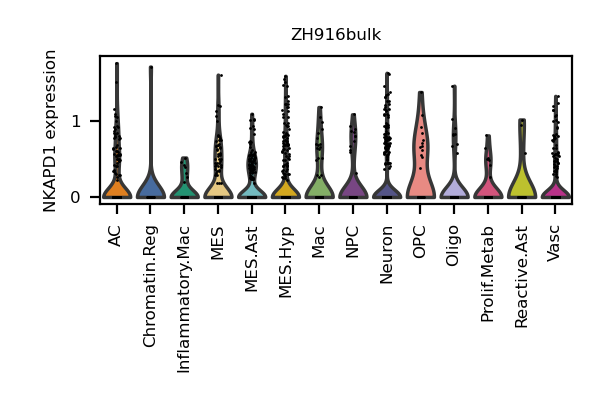 ZH916bulk
NKAPD1 expression
1
0
AC
Chromatin.Reg
Inflammatory.Mac
MES
MES.Ast
MES.Hyp
Mac
NPC
Neuron
OPC
Oligo
Prolif.Metab
Reactive.Ast
Vasc